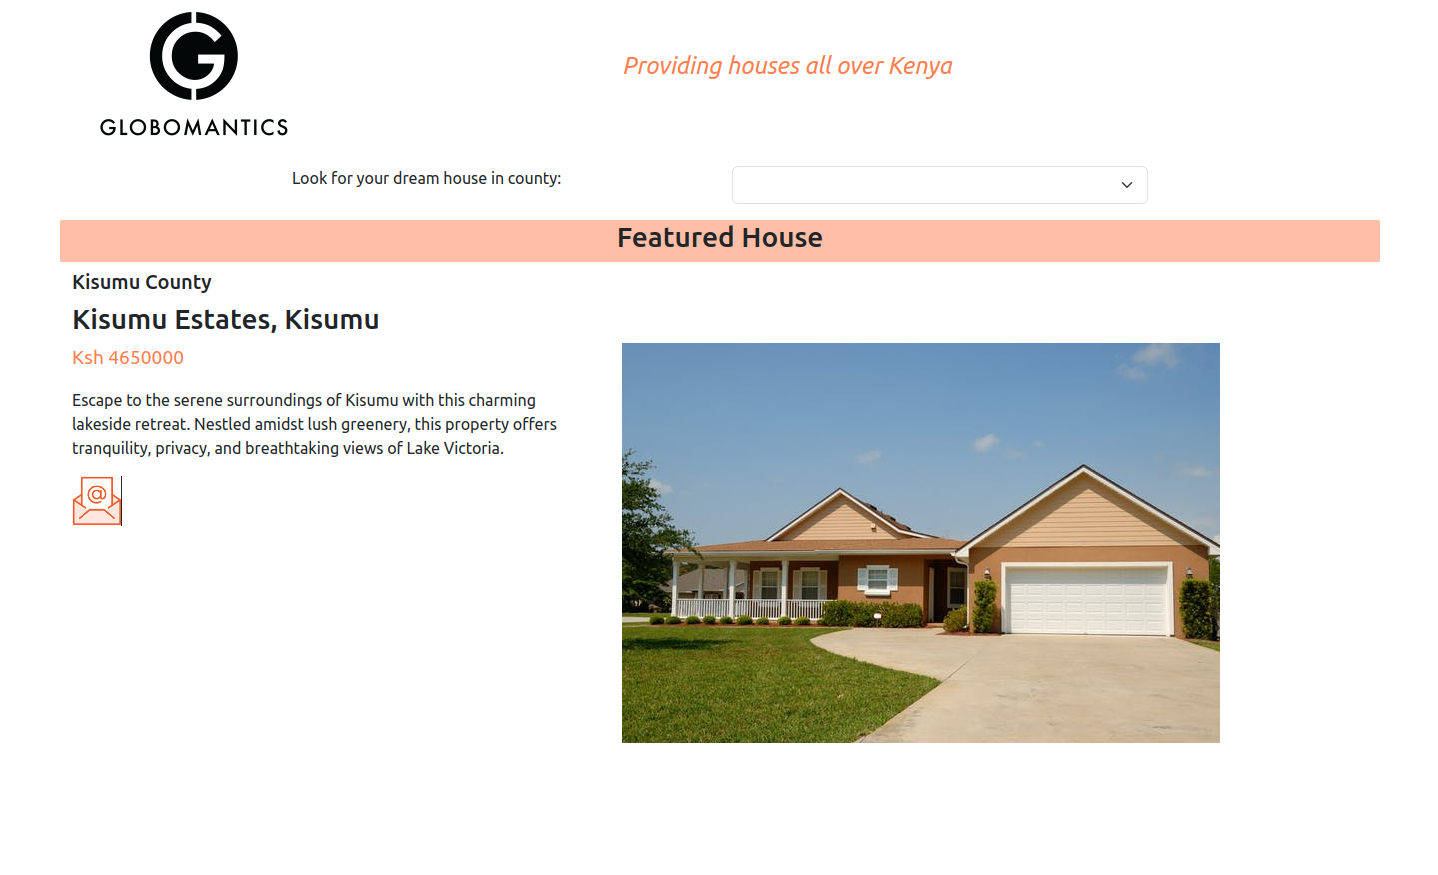 GLOBOMANTICS
Providing houses all over Kenya
Look for your dream house in county:
Featured House
Kisumu County
Kisumu Estates, Kisumu
Ksh 4650000
Escape to the serene surroundings of Kisumu with this charming
lakeside retreat. Nestled amidst lush greenery, this property offers
tranquility, privacy, and breathtaking views of Lake Victoria.
@